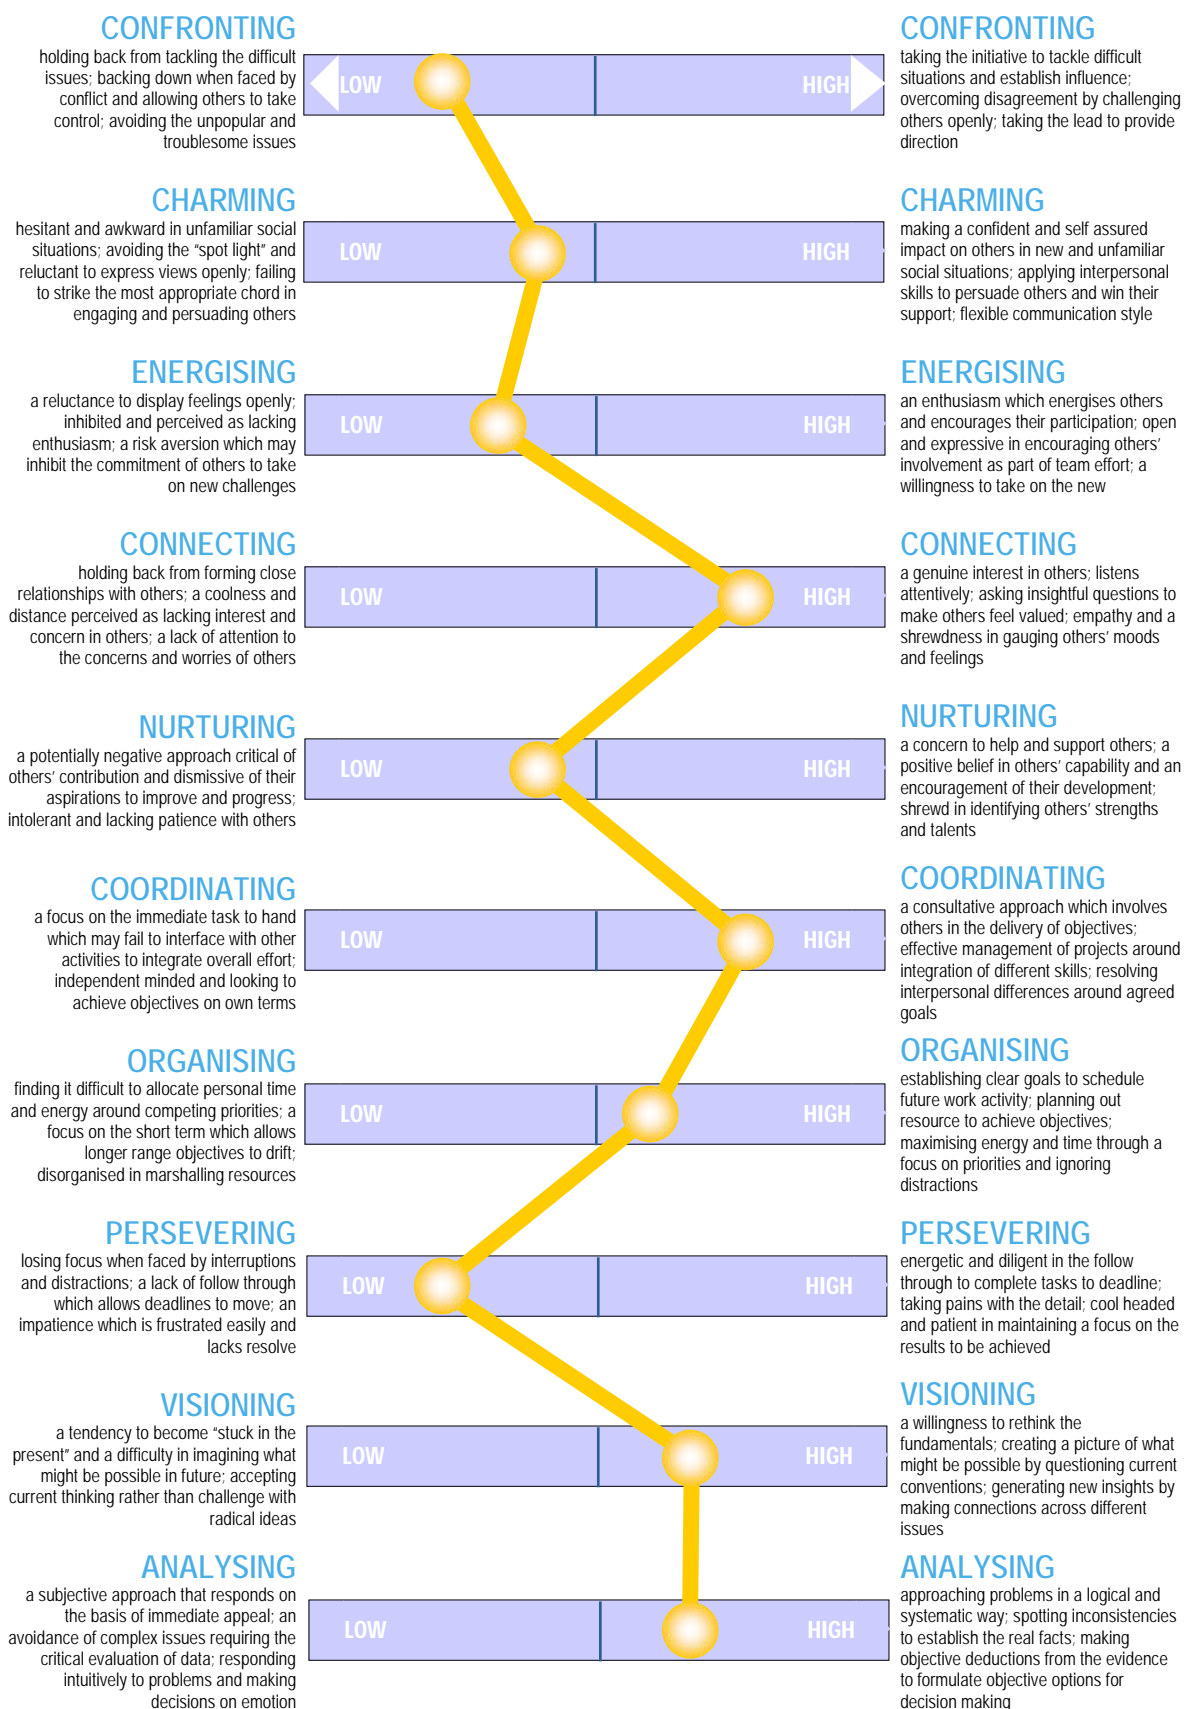 CONFRONTING
holding back from tackling the difficult
issues; backing down when faced by
conflict and allowing others to take
control; avoiding the unpopular and
troublesome issues
LOW
HIGH
CONFRONTING
taking the initiative to tackle difficult
situations and establish influence;
overcoming disagreement by challenging
others openly; taking the lead to provide
direction
CHARMING
hesitant and awkward in unfamiliar social
situations; avoiding the “spot light” and
reluctant to express views openly; failing
to strike the most appropriate chord in
engaging and persuading others
LOW
HIGH
CHARMING
making a confident and self assured
impact on others in new and unfamiliar
social situations; applying interpersonal
skills to persuade others and win their
support; flexible communication style
ENERGISING
a reluctance to display feelings openly;
inhibited and perceived as lacking
enthusiasm; a risk aversion which may
inhibit the commitment of others to take
on new challenges
LOW
HIGH
ENERGISING
an enthusiasm which energises others
and encourages their participation; open
and expressive in encouraging others’
involvement as part of team effort; a
willingness to take on the new
CONNECTING
holding back from forming close
relationships with others; a coolness and
distance perceived as lacking interest and
concern in others; a lack of attention to
the concerns and worries of others
LOW
HIGH
CONNECTING
a genuine interest in others; listens
attentively; asking insightful questions to
make others feel valued; empathy and a
shrewdness in gauging others’ moods
and feelings
NURTURING
a potentially negative approach critical of
others’ contribution and dismissive of their
aspirations to improve and progress;
intolerant and lacking patience with others
LOW
HIGH
NURTURING
a concern to help and support others; a
positive belief in others’ capability and an
encouragement of their development;
shrewd in identifying others’ strengths
and talents
COORDINATING
a focus on the immediate task to hand
which may fail to interface with other
activities to integrate overall effort;
independent minded and looking to
achieve objectives on own terms
LOW
HIGH
COORDINATING
a consultative approach which involves
others in the delivery of objectives;
effective management of projects around
integration of different skills; resolving
interpersonal differences around agreed
goals
ORGANISING
finding it difficult to allocate personal time
and energy around competing priorities; a
focus on the short term which allows
longer range objectives to drift;
disorganised in marshalling resources
LOW
HIGH
ORGANISING
establishing clear goals to schedule
future work activity; planning out
resource to achieve objectives;
maximising energy and time through a
focus on priorities and ignoring
distractions
PERSEVERING
losing focus when faced by interruptions
and distractions; a lack of follow through
which allows deadlines to move; an
impatience which is frustrated easily and
lacks resolve
LOW
HIGH
PERSEVERING
energetic and diligent in the follow
through to complete tasks to deadline;
taking pains with the detail; cool headed
and patient in maintaining a focus on the
results to be achieved
VISIONING
a tendency to become “stuck in the
present” and a difficulty in imagining what
might be possible in future; accepting
current thinking rather than challenge with
radical ideas
LOW
HIGH
VISIONING
a willingness to rethink the
fundamentals; creating a picture of what
might be possible by questioning current
conventions; generating new insights by
making connections across different
issues
ANALYSING
a subjective approach that responds on
the basis of immediate appeal; an
avoidance of complex issues requiring the
critical evaluation of data; responding
intuitively to problems and making
decisions on emotion
LOW
HIGH
ANALYSING
approaching problems in a logical and
systematic way; spotting inconsistencies
to establish the real facts; making
objective deductions from the evidence
to formulate objective options for
decision making